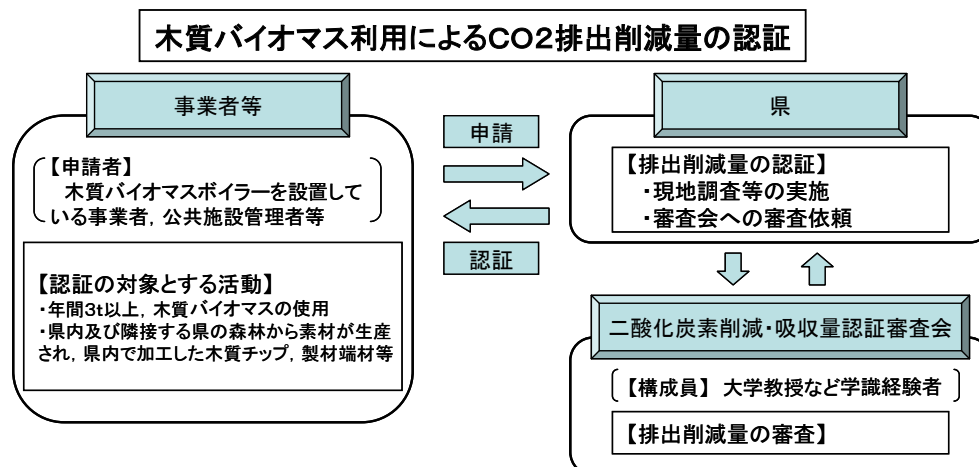 木質バイオマス利用によるCO2排出削減量の認証
事業者等
【申請者】
木質バイオマスボイラーを設置して
いる事業者，公共施設管理者等
【認証の対象とする活動】
・年間3t以上，木質バイオマスの使用
・県内及び隣接する県の森林から素材が生産
され，県内で加工した木質チップ，製材端材等
申請
認証
県
【排出削減量の認証】
・現地調査等の実施
・審査会への審査依頼
二酸化炭素削減・吸収量認証審査会
【構成員】 大学教授など学識経験者
【排出削減量の審査】